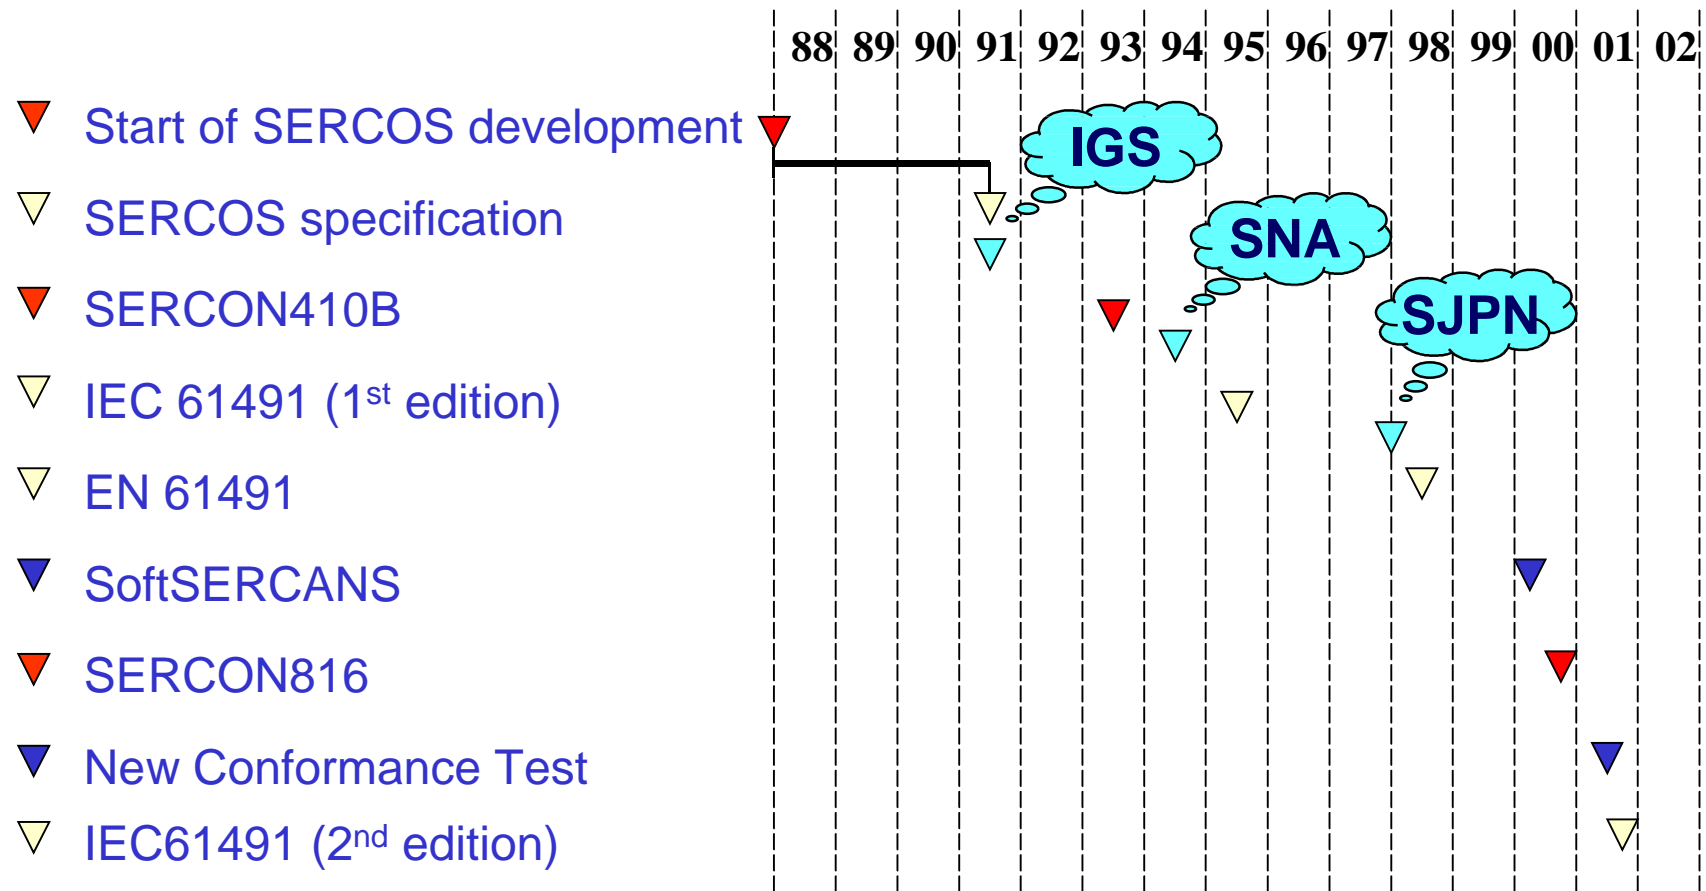 88 89 90 91 92 93 94 95 96 97 98 99 00 01 02
Start of SERCOS development
IGS
SERCOS specification
SNA
SERCON410B
SJPN
IEC 61491 (1st edition)
EN 61491
SoftSERCANS
SERCON816
New Conformance Test
IEC61491 (2nd edition)